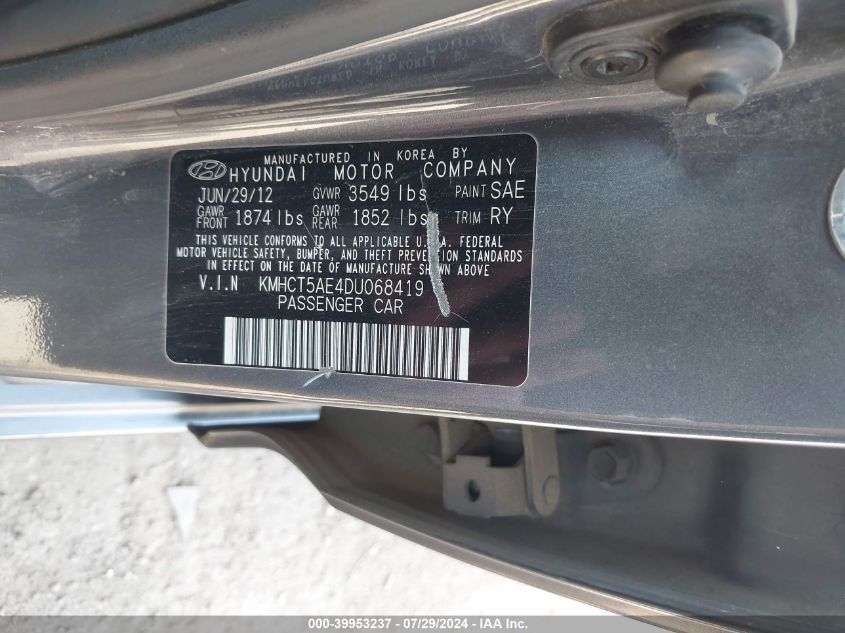 MANUFACTURED IN KOREA BY
HYUNDAI MOTOR COMPANY
JUN/29/12 GVWR 3549 lbs PAINT SAE
GAWR FRONT 1874 lbs GAWR REAR 1852 lbs TRIM RY
THIS VEHICLE CONFORMS TO ALL APPLICABLE U.S.A. FEDERAL
MOTOR VEHICLE SAFETY, BUMPER, AND THEFT PREVENTION STANDARDS
IN EFFECT ON THE DATE OF MANUFACTURE SHOWN ABOVE.
V.I.N KMHCT5AE4DU068419
PASSENGER CAR
000-39953237 - 07/29/2024 - IAA Inc.